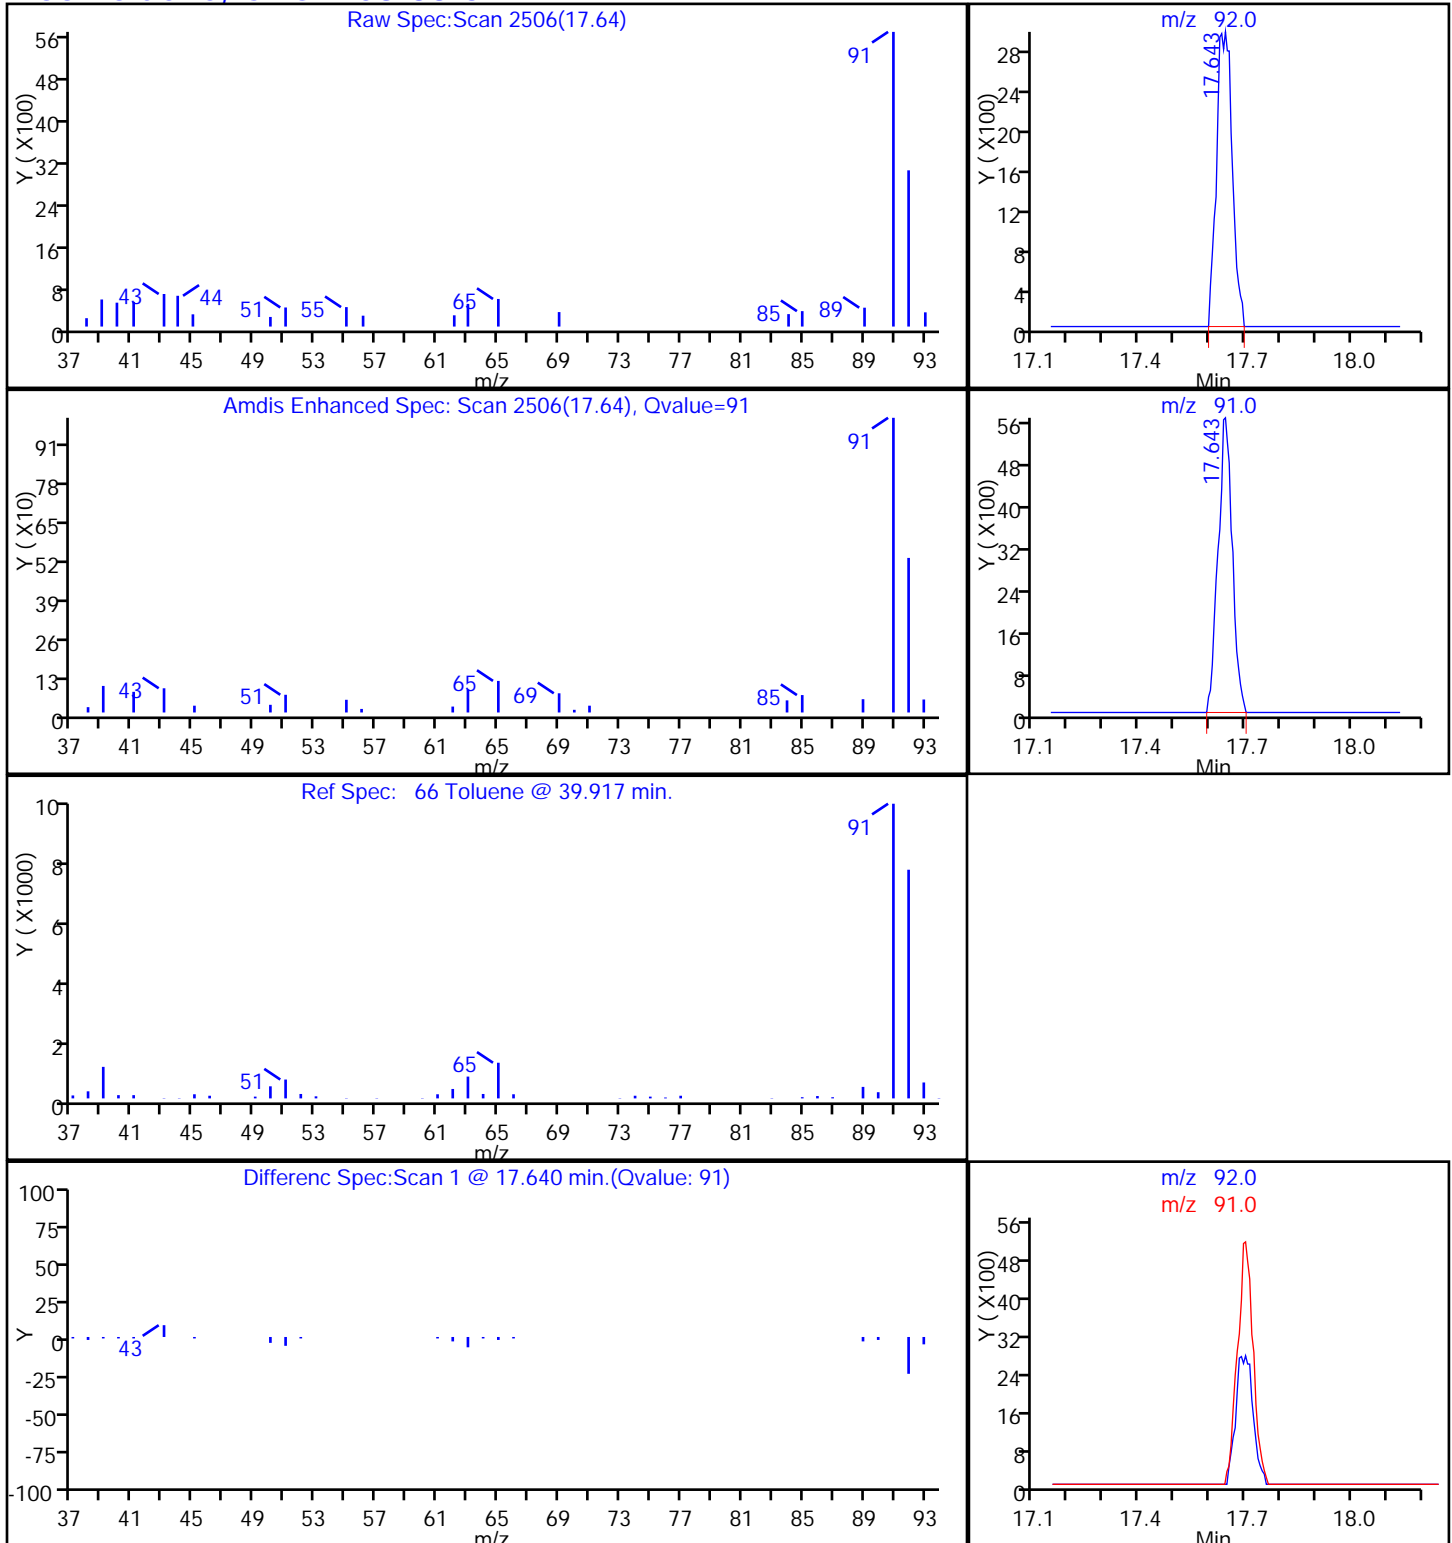 Raw Spec:Scan 2506(17.64)
Y ( X100)
56
48
40
32
24
16
8
0
43
44
51
55
65
85
89
91
37 41 45 49 53 57 61 65 69 73 77 81 85 89 93
m/z
m/z 92.0
Y ( X100)
28
24
20
16
12
8
4
0
17.643
17.1 17.4 17.7 18.0
Min
Amdis Enhanced Spec: Scan 2506(17.64), Qvalue=91
Y ( X10)
91
78
65
52
39
26
13
0
43
51
65
69
85
91
37 41 45 49 53 57 61 65 69 73 77 81 85 89 93
m/z
m/z 91.0
Y ( X100)
56
48
40
32
24
16
8
0
17.643
17.1 17.4 17.7 18.0
Min
Ref Spec: 66 Toluene @ 39.917 min.
Y ( X1000)
10
8
6
4
2
0
51
65
91
37 41 45 49 53 57 61 65 69 73 77 81 85 89 93
m/z
Differenc Spec:Scan 1 @ 17.640 min.(Qvalue: 91)
Y
100
75
50
25
0
-25
-50
-75
-100
43
37 41 45 49 53 57 61 65 69 73 77 81 85 89 93
m/z
m/z 92.0
m/z 91.0
Y ( X100)
56
48
40
32
24
16
8
0
17.1 17.4 17.7 18.0
Min